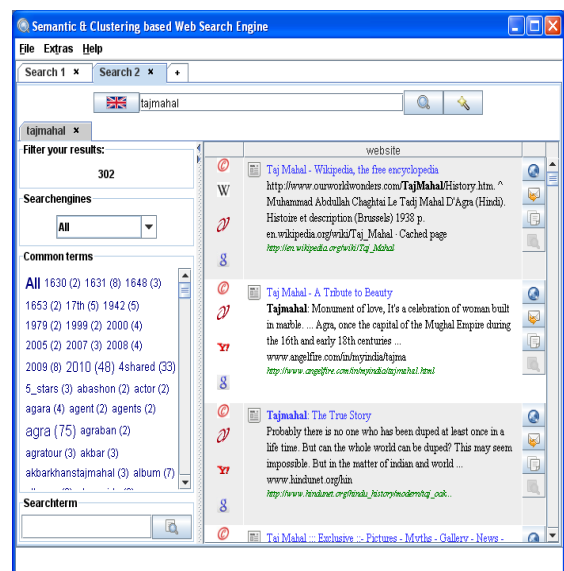 Semantic & Clustering based Web Search Engine
File Extras Help
Search 1 × Search 2 × +
tajmahal
tajmahal ×
Filter your results:
302
Searchengines
All
Common terms
All 1630 (2) 1631 (8) 1648 (3)
1653 (2) 17th (5) 1942 (5)
1979 (2) 1999 (2) 2000 (4)
2005 (2) 2007 (3) 2008 (4)
2009 (8) 2010 (48) 4shared (33)
5_stars (3) abashon (2) actor (2)
agara (4) agent (2) agents (2)
agra (75) agraban (2)
agratour (3) akbar (3)
akbarkhanstajmahal (3) album (7)
Searchterm
website
Taj Mahal - Wikipedia, the free encyclopedia
http://www.ourworldwonders.com/TajMahal/History.htm. ^
Muhammad Abdullah Chaghtai Le Tadj Mahal D'Agra (Hindi).
Histoire et description (Brussels) 1938 p.
en.wikipedia.org/wiki/Taj_Mahal · Cached page
http://en.wikipedia.org/wiki/Taj_Mahal
W
Taj Mahal - A Tribute to Beauty
Tajmahal: Monument of love, It's a celebration of woman built
in marble. ... Agra, once the capital of the Mughal Empire during
the 16th and early 18th centuries ...
www.angelfire.com/in/myindia/tajma
http://www.angelfire.com/in/myindia/tajmahal.html
Y!
g
Tajmahal: The True Story
Probably there is no one who has been duped at least once in a
life time. But can the whole world can be duped? This may seem
impossible. But in the matter of indian and world ...
www.hindunet.org/hin
http://www.hindunet.org/hindu_history/modern/taj_oak...
Y!
g
Taj Mahal ::: Exclusive ::- Pictures - Myths - Gallery - News -